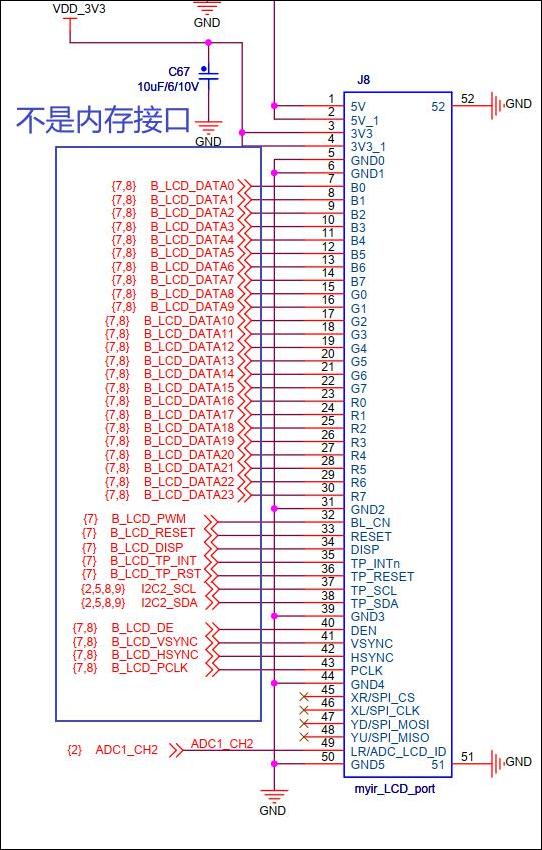 VDD_3V3
GND
C67
10uF/6/10V
GND
不是内存接口
J8
1 5V
52 52 GND
2 5V_1
3 3V3
4 3V3_1
5 GND0
6 GND1
{7,8} B_LCD_DATA0 7 B0
{7,8} B_LCD_DATA1 8 B1
{7,8} B_LCD_DATA2 9 B2
{7,8} B_LCD_DATA3 10 B3
{7,8} B_LCD_DATA4 11 B4
{7,8} B_LCD_DATA5 12 B5
{7,8} B_LCD_DATA6 13 B6
{7,8} B_LCD_DATA7 14 B7
{7,8} B_LCD_DATA8 15 G0
{7,8} B_LCD_DATA9 16 G1
{7,8} B_LCD_DATA10 17 G2
{7,8} B_LCD_DATA11 18 G3
{7,8} B_LCD_DATA12 19 G4
{7,8} B_LCD_DATA13 20 G5
{7,8} B_LCD_DATA14 21 G6
{7,8} B_LCD_DATA15 22 G7
{7,8} B_LCD_DATA16 23 R0
{7,8} B_LCD_DATA17 24 R1
{7,8} B_LCD_DATA18 25 R2
{7,8} B_LCD_DATA19 26 R3
{7,8} B_LCD_DATA20 27 R4
{7,8} B_LCD_DATA21 28 R5
{7,8} B_LCD_DATA22 29 R6
{7,8} B_LCD_DATA23 30 R7
31 GND2
{7} B_LCD_PWM 32 BL_CN
{7} B_LCD_RESET 33 RESET
{7} B_LCD_DISP 34 DISP
{7} B_LCD_TP_INT 35 TP_INTn
{7} B_LCD_TP_RST 36 TP_RESET
{2,5,8,9} I2C2_SCL 37 TP_SCL
{2,5,8,9} I2C2_SDA 38 TP_SDA
39 GND3
{7,8} B_LCD_DE 40 DEN
{7,8} B_LCD_VSYNC 41 VSYNC
{7,8} B_LCD_HSYNC 42 HSYNC
{7,8} B_LCD_PCLK 43 PCLK
44 GND4
45 XR/SPI_CS
46 XL/SPI_CLK
47 YD/SPI_MOSI
48 YU/SPI_MISO
{2} ADC1_CH2 ADC1_CH2 49 LR/ADC_LCD_ID
50 GND5 51 51 GND
myir_LCD_port
GND